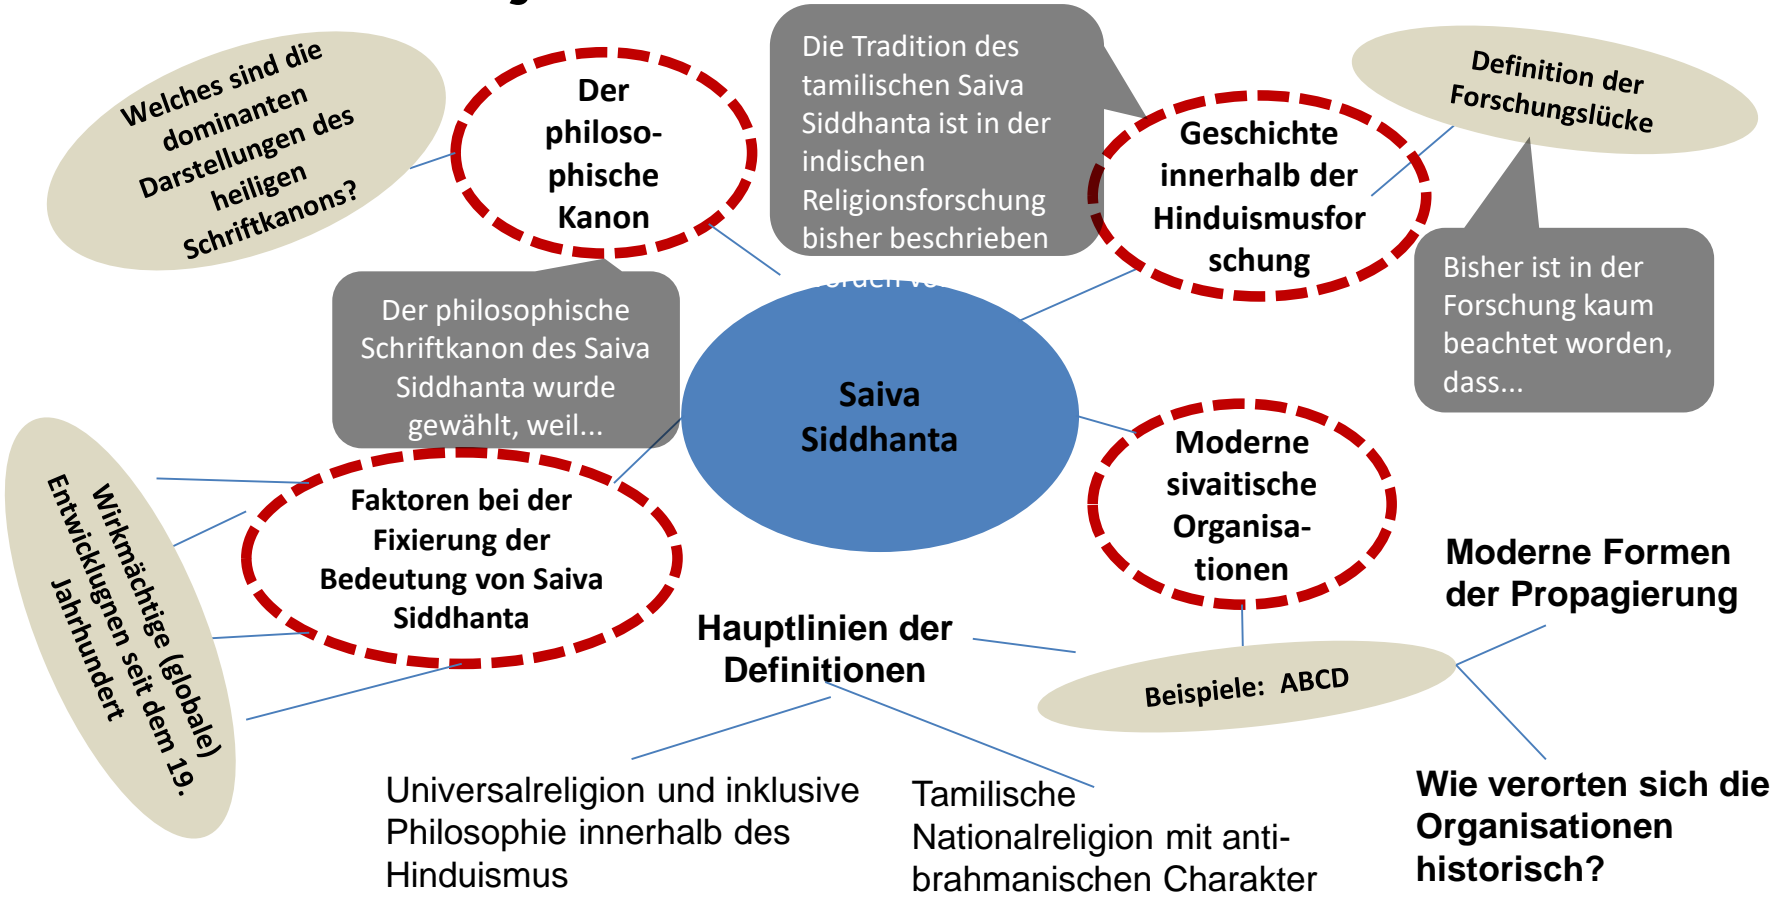 Welches sind die
dominanten
Darstellungen des
heiligen
Schriftkanons?
Der
philoso-
phische
Kanon
Die Tradition des
tamilischen Saiva
Siddhanta ist in der
indischen
Religionsforschung
bisher beschrieben
Geschichte
innerhalb der
Hinduismusfor
schung
Definition der
Forschungslücke
Bisher ist in der
Forschung kaum
beachtet worden,
dass...
Der philosophische
Schriftkanon des Saiva
Siddhanta wurde
gewählt, weil...
Saiva
Siddhanta
Moderne
sivaitische
Organisa-
tionen
Wirkmächtige (globale)
Entwicklugnen seit dem 19.
Jahrhundert
Faktoren bei der
Fixierung der
Bedeutung von Saiva
Siddhanta
Hauptlinien der
Definitionen
Beispiele: ABCD
Moderne Formen
der Propagierung
Universalreligion und inklusive
Philosophie innerhalb des
Hinduismus
Tamilische
Nationalreligion mit anti-
brahmanischen Charakter
Wie verorten sich die
Organisationen
historisch?